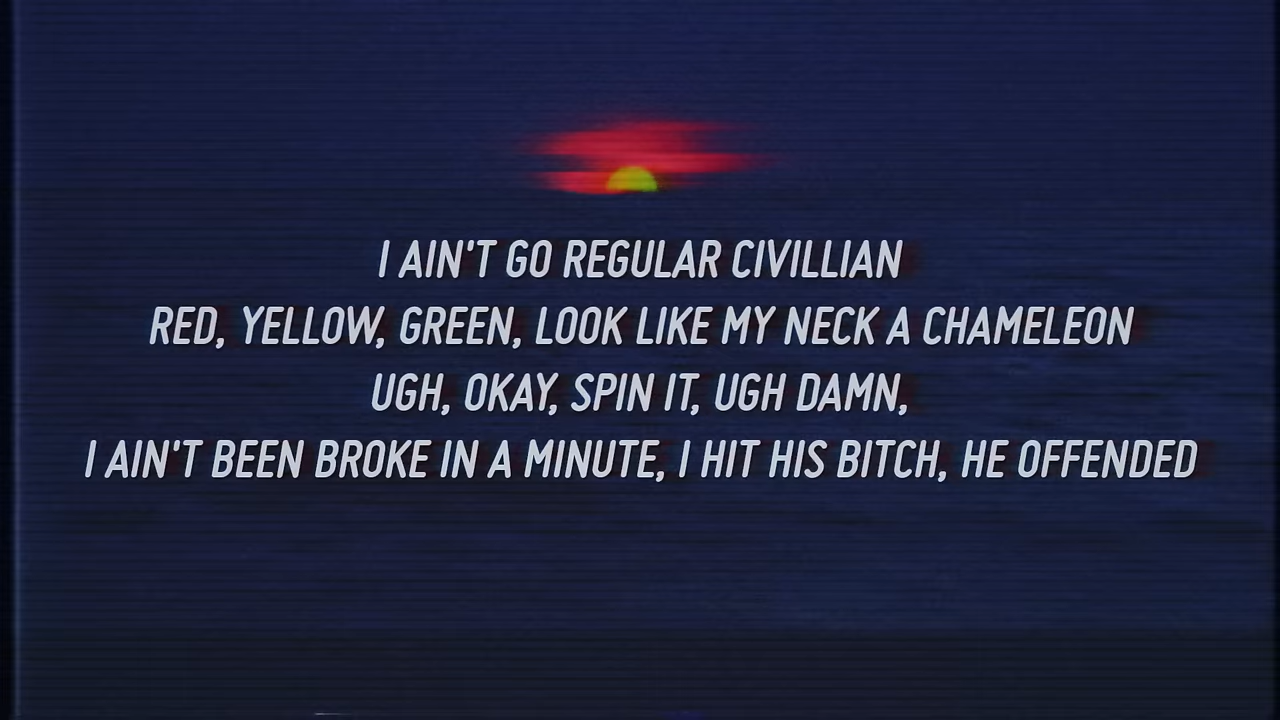 I AIN'T GO REGULAR CIVILLIAN
RED, YELLOW, GREEN, LOOK LIKE MY NECK A CHAMELEON
UGH, OKAY, SPIN IT, UGH DAMN,
I AIN'T BEEN BROKE IN A MINUTE, I HIT HIS BITCH, HE OFFENDED